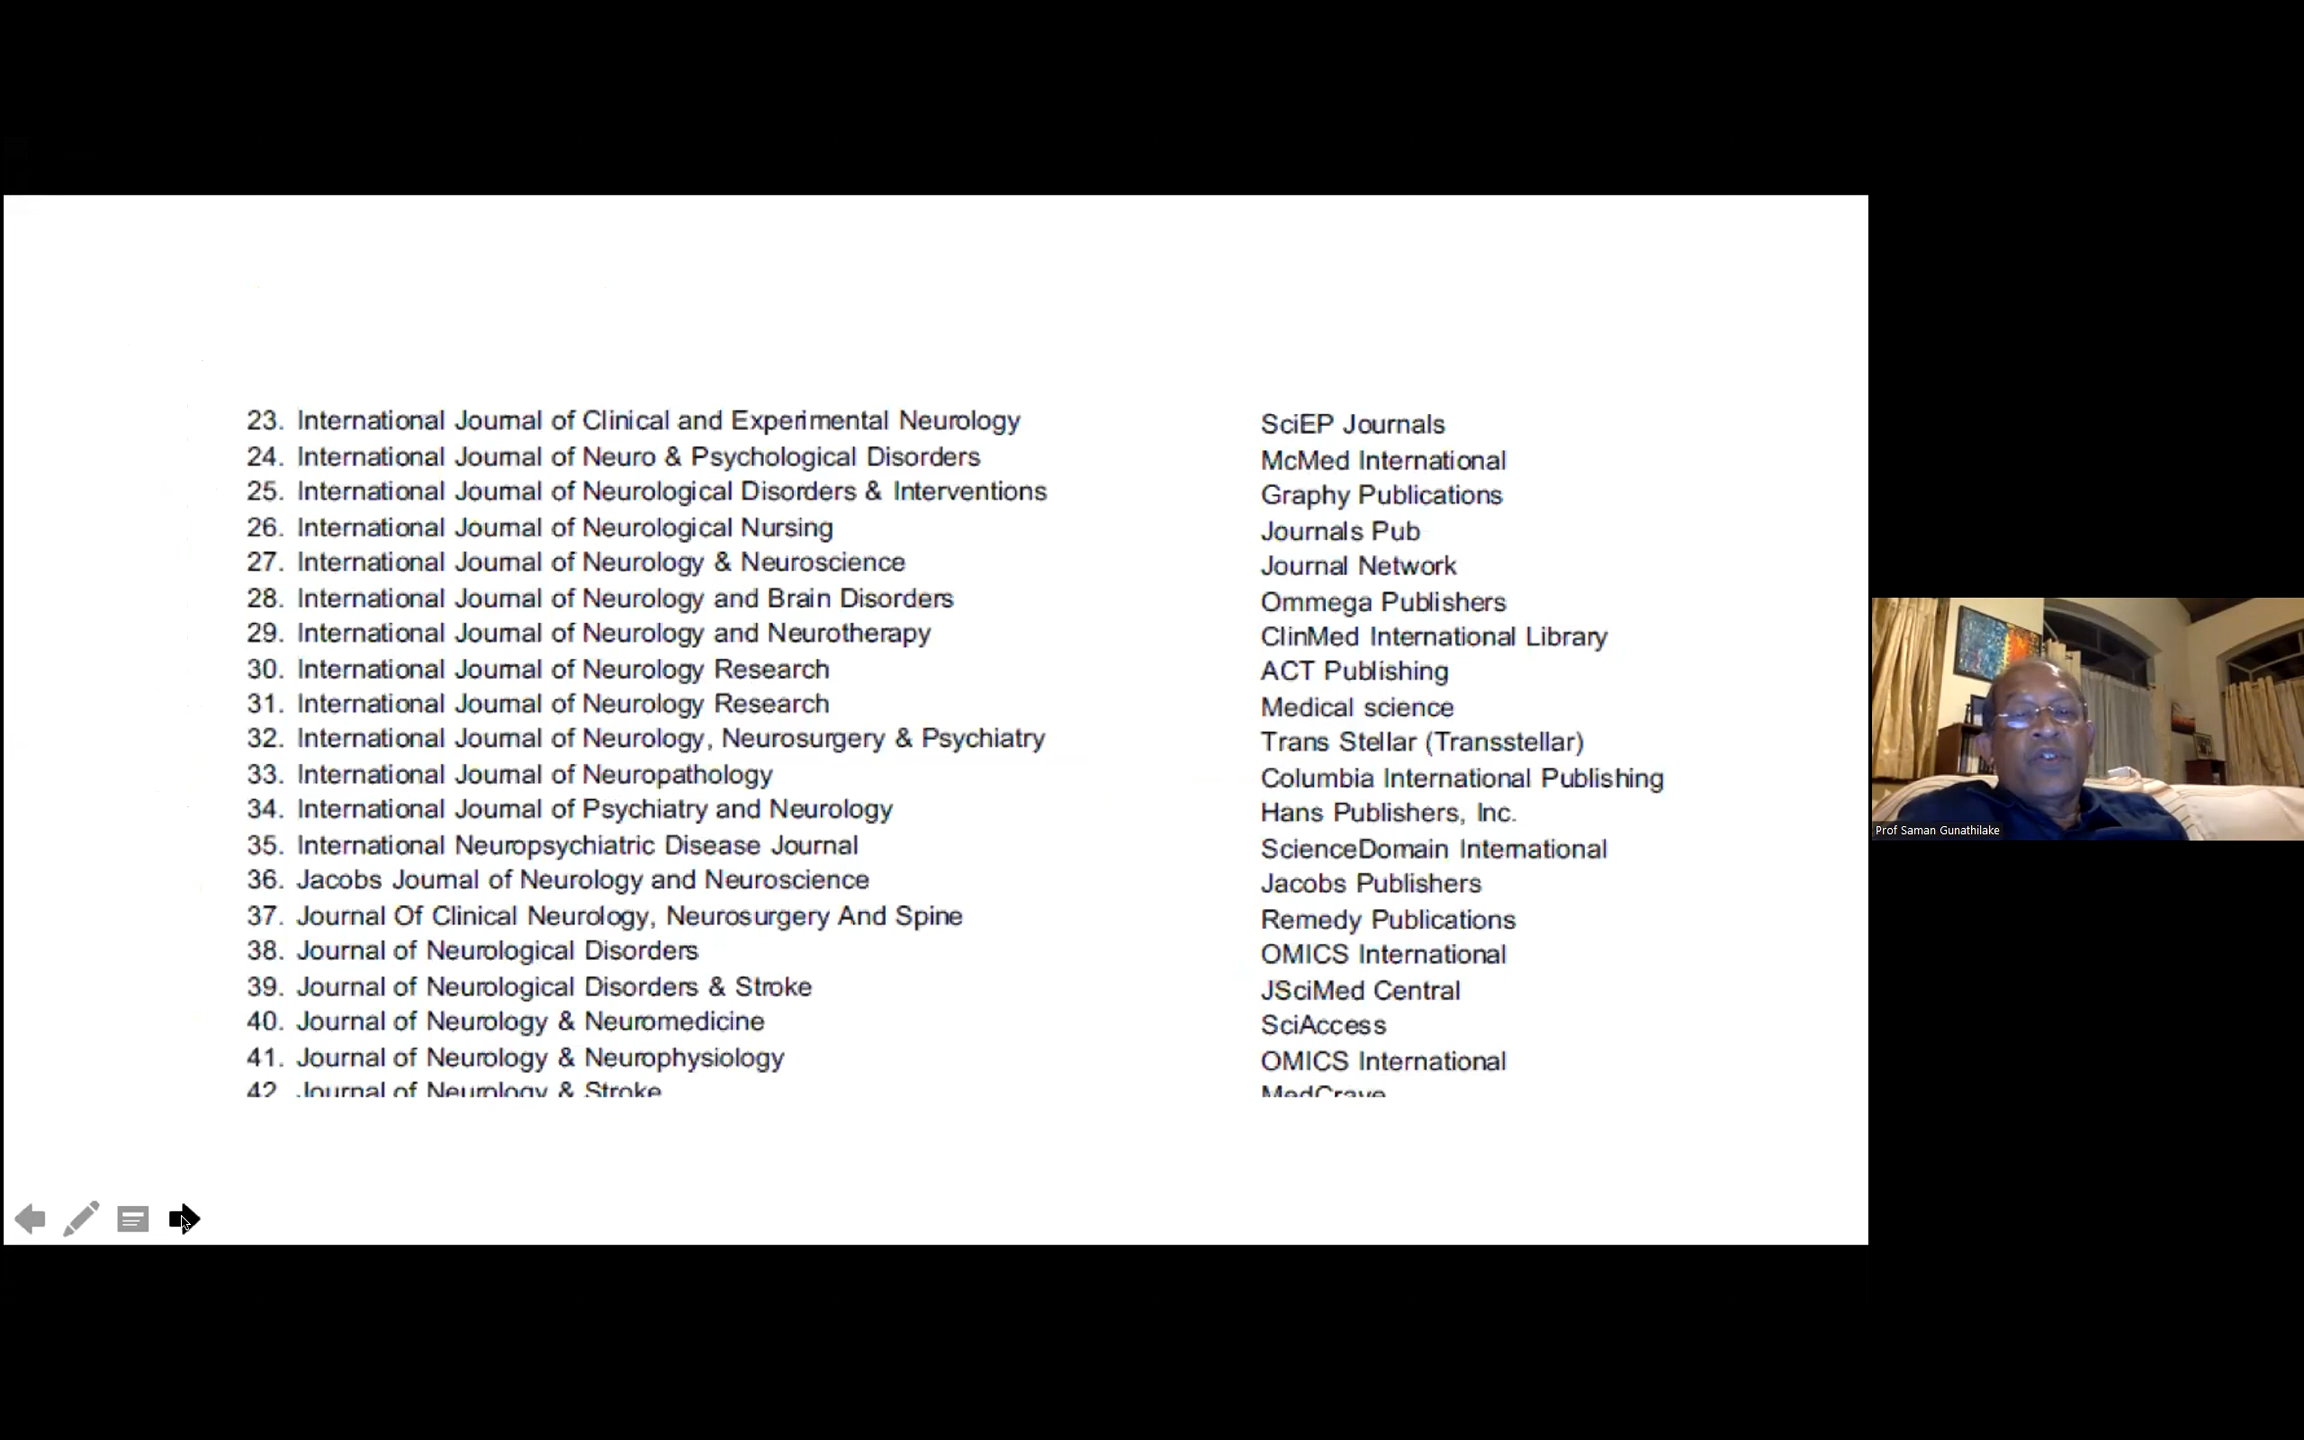 23. International Journal of Clinical and Experimental Neurology SciEP Journals
24. International Journal of Neuro & Psychological Disorders McMed International
25. International Journal of Neurological Disorders & Interventions Graphy Publications
26. International Journal of Neurological Nursing Journals Pub
27. International Journal of Neurology & Neuroscience Journal Network
28. International Journal of Neurology and Brain Disorders Ommega Publishers
29. International Journal of Neurology and Neurotherapy ClinMed International Library
30. International Journal of Neurology Research ACT Publishing
31. International Journal of Neurology Research Medical science
32. International Journal of Neurology, Neurosurgery & Psychiatry Trans Stellar (Transstellar)
33. International Journal of Neuropathology Columbia International Publishing
34. International Journal of Psychiatry and Neurology Hans Publishers, Inc.
35. International Neuropsychiatric Disease Journal ScienceDomain International
36. Jacobs Journal of Neurology and Neuroscience Jacobs Publishers
37. Journal Of Clinical Neurology, Neurosurgery And Spine Remedy Publications
38. Journal of Neurological Disorders OMICS International
39. Journal of Neurological Disorders & Stroke JSciMed Central
40. Journal of Neurology & Neuromedicine SciAccess
41. Journal of Neurology & Neurophysiology OMICS International
42 Journal of Neurology & Stroke MedCrave
Prof Saman Gunathilake